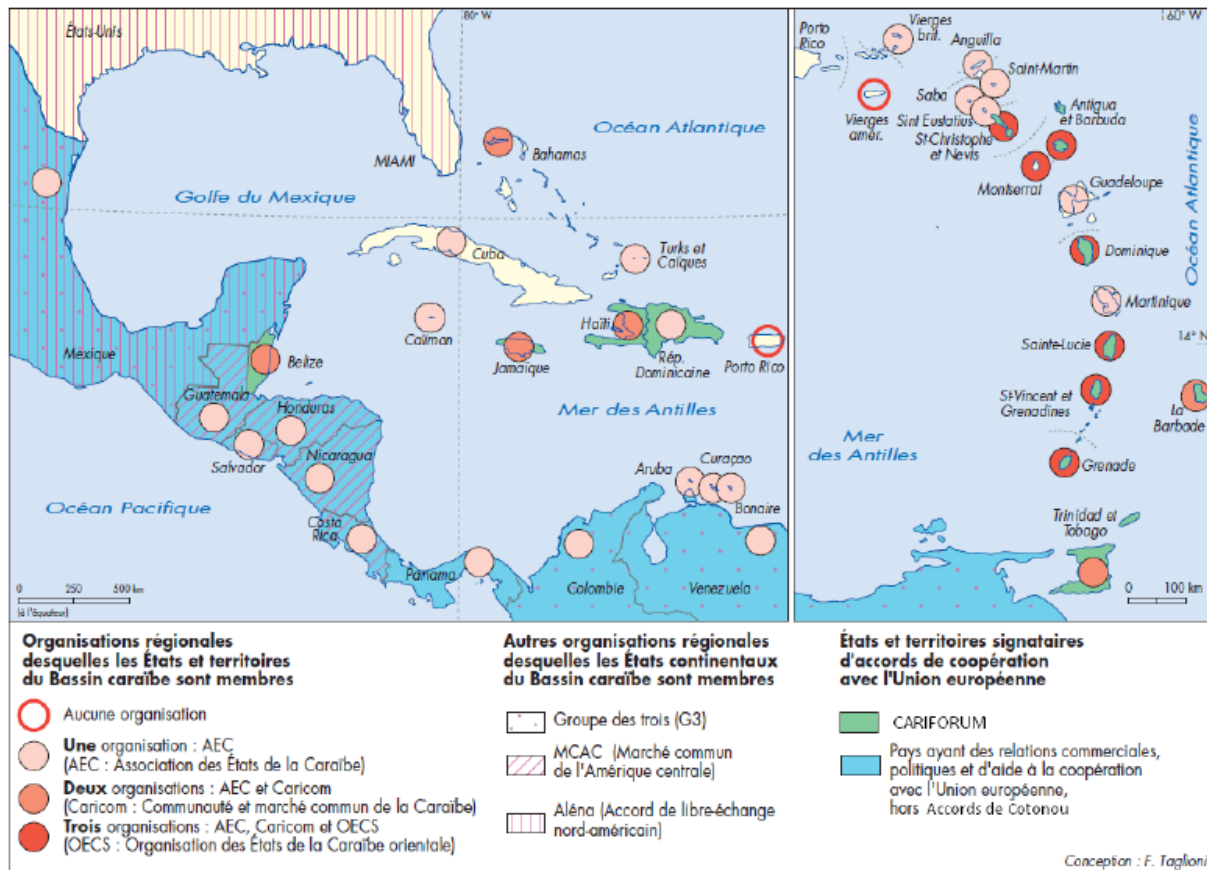 États-Unis
80° W
Océan Atlantique
MIAMI
Bahamas
Golfe du Mexique
Cuba
Turks et
Caïques
Caïman
Haïti
Mexique
Belize
Jamaïque
Rép.
Dominicaine
Porto Rico
Guatemala
Honduras
Mer des Antilles
Salvador
Nicaragua
Aruba
Curaçao
Océan Pacifique
Bonaire
Costa
Rica
Panama
Colombie
Venezuela
0 250 500 km
(à l'équateur)
60° W
Porto
Rico
Vierges
brit.
Anguilla
Saint-Martin
Saba
Vierges
amér.
Sint Eustatius
St-Christophe
et Nevis
Antigua
et Barbuda
Océan Atlantique
Montserrat
Guadeloupe
Dominique
Martinique
14° N
Sainte-Lucie
St-Vincent et
Grenadines
La
Barbade
Mer
des Antilles
Grenade
Trinidad et
Tobago
0 100 km
Organisations régionales
desquelles les États et territoires
du Bassin caraïbe sont membres
Aucune organisation
Une organisation : AEC
(AEC : Association des États de la Caraïbe)
Deux organisations : AEC et Caricom
(Caricom : Communauté et marché commun de la Caraïbe)
Trois organisations : AEC, Caricom et OECS
(OECS : Organisation des États de la Caraïbe orientale)
Autres organisations régionales
desquelles les États continentaux
du Bassin caraïbe sont membres
Groupe des trois (G3)
MCAC (Marché commun
de l'Amérique centrale)
Aléna (Accord de libre-échange
nord-américain)
États et territoires signataires
d'accords de coopération
avec l'Union européenne
CARIFORUM
Pays ayant des relations commerciales,
politiques et d'aide à la coopération
avec l'Union européenne,
hors Accords de Cotonou
Conception : F. Taglioni